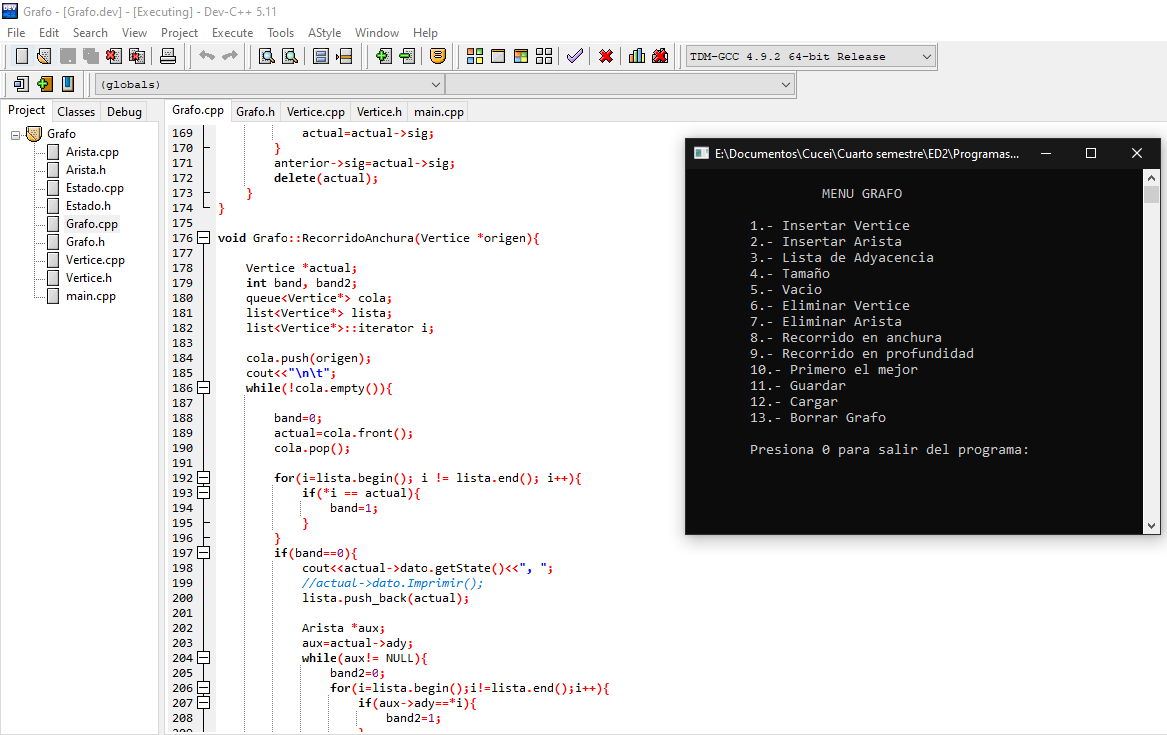 Grafo - [Grafo.dev] - [Executing] - Dev-C++ 5.11
File Edit Search View Project Execute Tools AStyle Window Help
TDM-GCC 4.9.2 64-bit Release
(globals)
Project Classes Debug
Grafo
Arista.cpp
Arista.h
Estado.cpp
Estado.h
Grafo.cpp
Grafo.h
Vertice.cpp
Vertice.h
main.cpp
Grafo.cpp Grafo.h Vertice.cpp Vertice.h main.cpp
169 actual=actual->sig;
170 }
171 anterior->sig=actual->sig;
172 delete(actual);
173 }
174 }
175
176 void Grafo::RecorridoAnchura(Vertice *origen){
177
178 Vertice *actual;
179 int band, band2;
180 queue<Vertice*> cola;
181 list<Vertice*> lista;
182 list<Vertice*>::iterator i;
183
184 cola.push(origen);
185 cout<<"\n\t";
186 while(!cola.empty()){
187
188 band=0;
189 actual=cola.front();
190 cola.pop();
191
192 for(i=lista.begin(); i != lista.end(); i++){
193 if(*i == actual){
194 band=1;
195 }
196 }
197 if(band==0){
198 cout<<actual->dato.getState()<<", ";
199 //actual->dato.Imprimir();
200 lista.push_back(actual);
201
202 Arista *aux;
203 aux=actual->ady;
204 while(aux!= NULL){
205 band2=0;
206 for(i=lista.begin();i!=lista.end();i++){
207 if(aux->ady==*i){
208 band2=1;
209 }
E:\Documentos\Cucei\Cuarto semestre\ED2\Programas...
MENU GRAFO
1.- Insertar Vertice
2.- Insertar Arista
3.- Lista de Adyacencia
4.- Tamaño
5.- Vacio
6.- Eliminar Vertice
7.- Eliminar Arista
8.- Recorrido en anchura
9.- Recorrido en profundidad
10.- Primero el mejor
11.- Guardar
12.- Cargar
13.- Borrar Grafo
Presiona 0 para salir del programa: